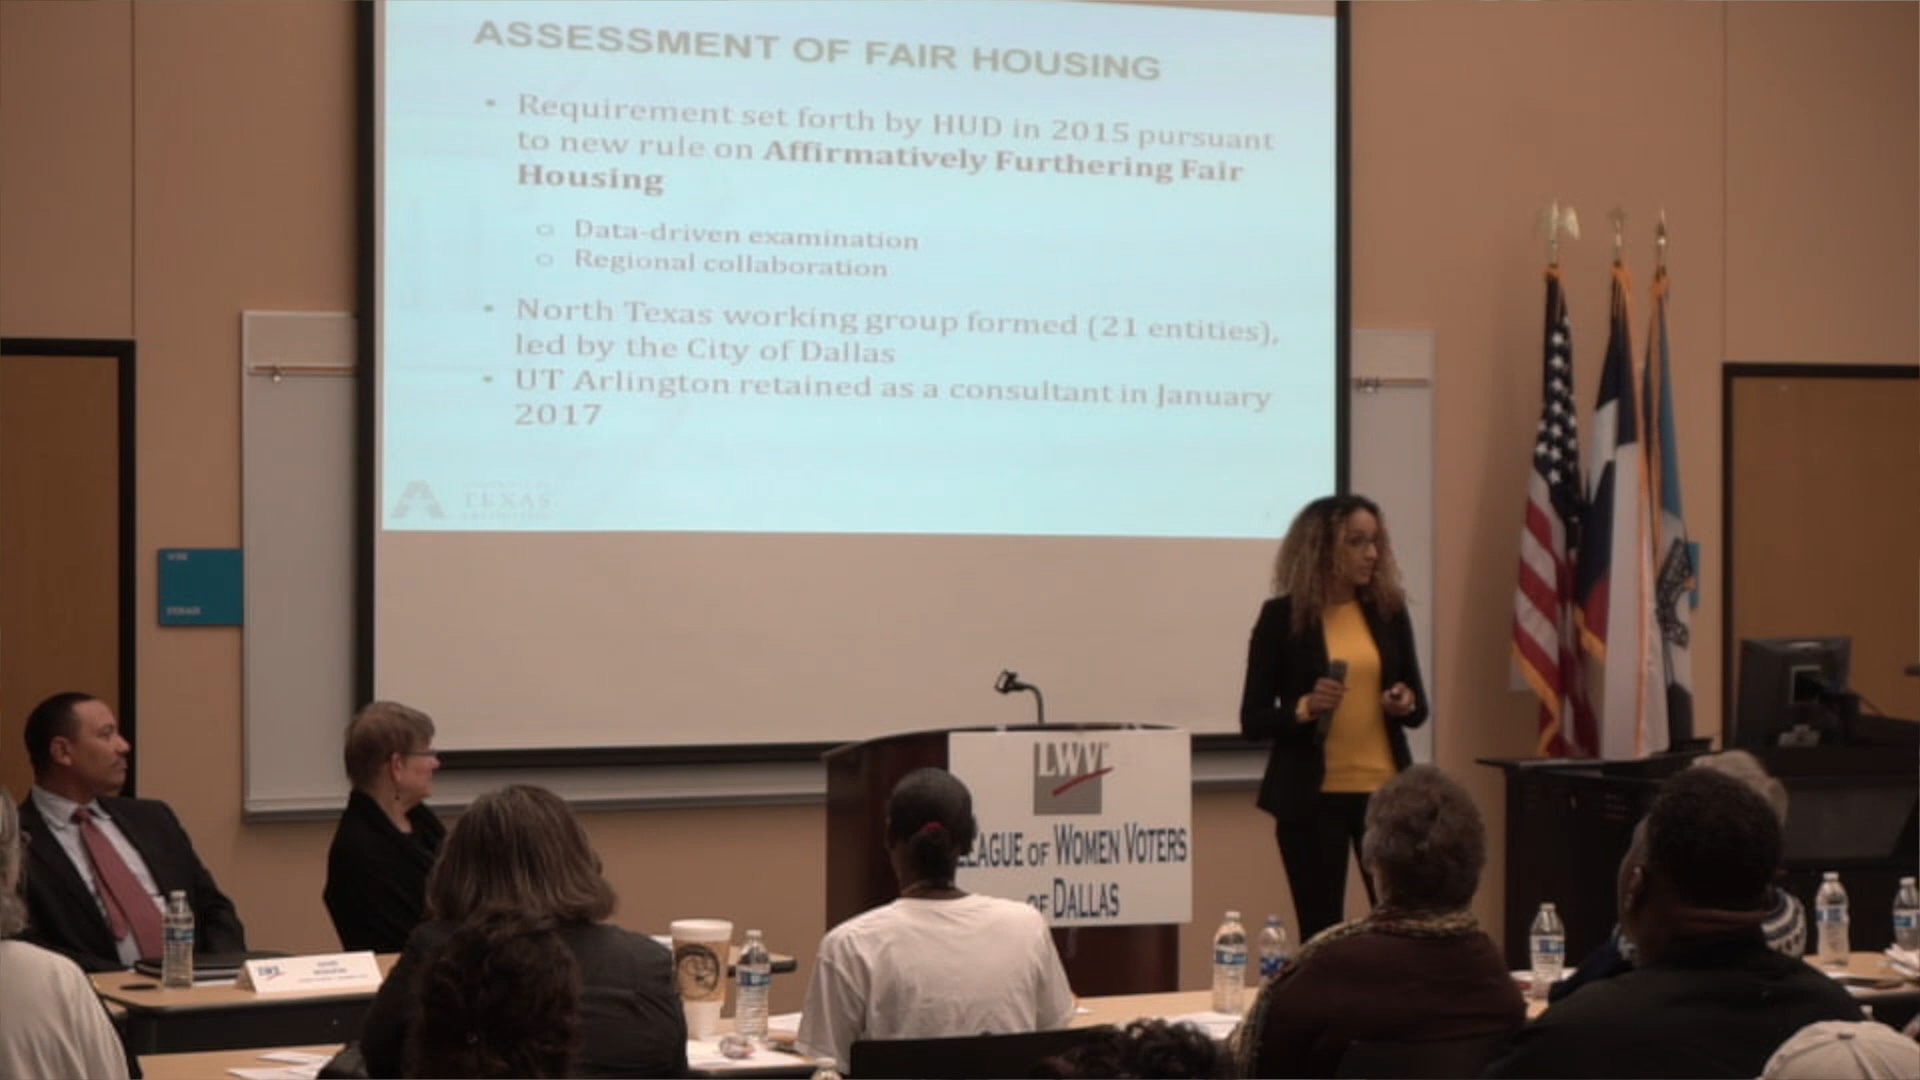 ASSESSMENT OF FAIR HOUSING
• Requirement set forth by HUD in 2015 pursuant
to new rule on Affirmatively Furthering Fair
Housing
o Data-driven examination
o Regional collaboration
• North Texas working group formed (21 entities),
led by the City of Dallas
• UT Arlington retained as a consultant in January
2017
TEXAS
LWV
LEAGUE OF WOMEN VOTERS
OF DALLAS